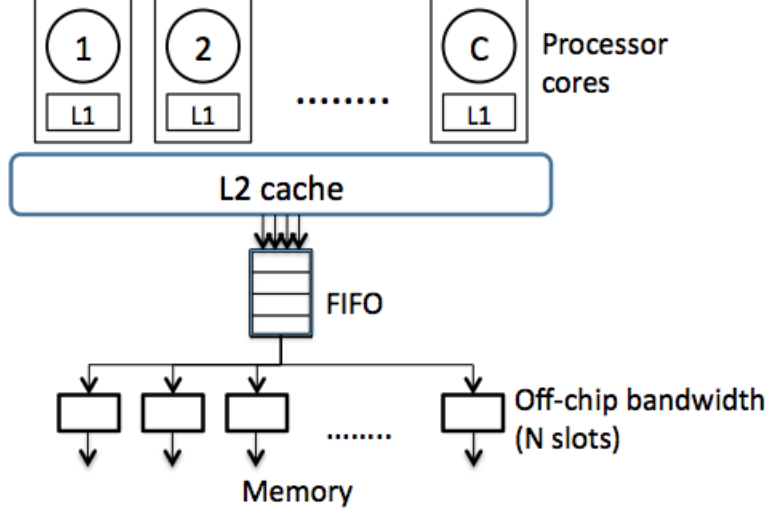 1 2 ........ C
Processor
cores
L1 L1 L1
L2 cache
FIFO
Off-chip bandwidth
........ (N slots)
Memory